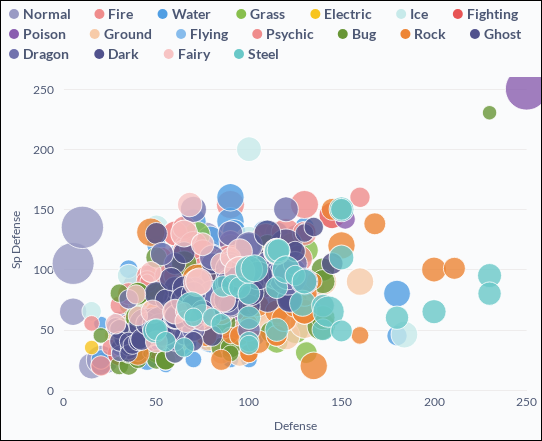 Normal Fire Water Grass Electric Ice Fighting
Poison Ground Flying Psychic Bug Rock Ghost
Dragon Dark Fairy Steel
250
200
150
100
50
0
Sp Defense
0 50 100 150 200 250
Defense